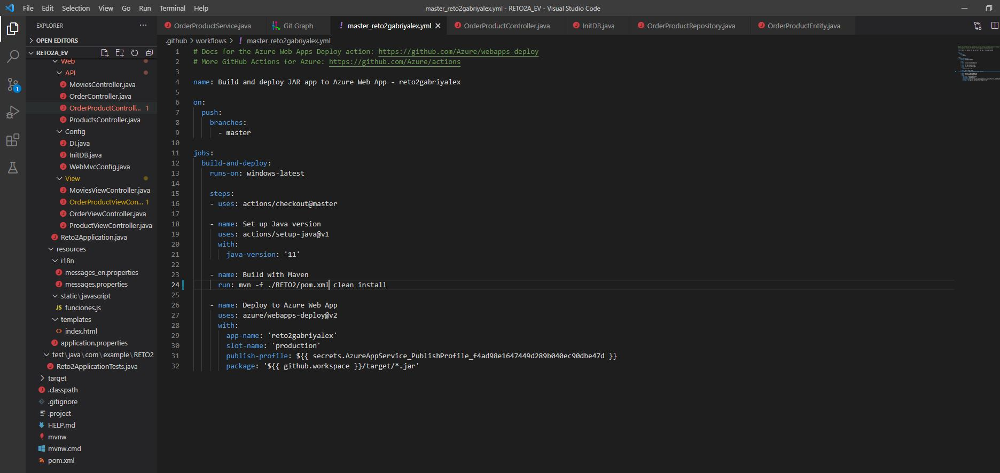 File Edit Selection View Go Run Terminal Help
master_reto2gabriyalex.yml - RETO2A_EV - Visual Studio Code
EXPLORER
OPEN EDITORS
RETO2A_EV
Web
API
MoviesController.java
OrderController.java
OrderProductControll... 1
ProductsController.java
Config
DI.java
InitDB.java
WebMvcConfig.java
View
MoviesViewController.java
OrderProductViewCon... 1
OrderViewController.java
ProductViewController.java
Reto2Application.java
resources
i18n
messages_en.properties
messages.properties
static\javascript
JS funciones.js
templates
<> index.html
application.properties
test\java\com\example\RETO2
Reto2ApplicationTests.java
target
.classpath
.gitignore
.project
HELP.md
mvnw
mvnw.cmd
pom.xml
1
OrderProductService.java Git Graph ! master_reto2gabriyalex.yml OrderProductController.java InitDB.java OrderProductRepository.java OrderProductEntity.java
.github > workflows > ! master_reto2gabriyalex.yml
1 # Docs for the Azure Web Apps Deploy action: https://github.com/Azure/webapps-deploy
2 # More GitHub Actions for Azure: https://github.com/Azure/actions
3
4 name: Build and deploy JAR app to Azure Web App - reto2gabriyalex
5
6 on:
7 push:
8 branches:
9 - master
10
11 jobs:
12 build-and-deploy:
13 runs-on: windows-latest
14
15 steps:
16 - uses: actions/checkout@master
17
18 - name: Set up Java version
19 uses: actions/setup-java@v1
20 with:
21 java-version: '11'
22
23 - name: Build with Maven
24 run: mvn -f ./RETO2/pom.xml clean install
25
26 - name: Deploy to Azure Web App
27 uses: azure/webapps-deploy@v2
28 with:
29 app-name: 'reto2gabriyalex'
30 slot-name: 'production'
31 publish-profile: ${{ secrets.AzureAppService_PublishProfile_f4ad98e1647449d289b040ec90dbe47d }}
32 package: '${{ github.workspace }}/target/*.jar'